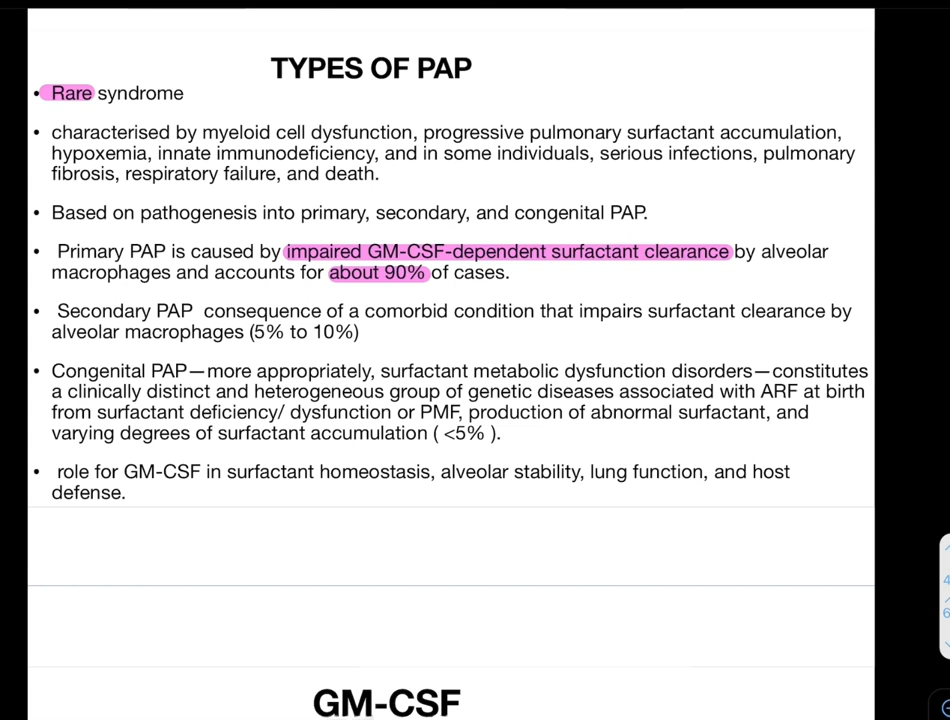 TYPES OF PAP
• Rare syndrome
• characterised by myeloid cell dysfunction, progressive pulmonary surfactant accumulation,
hypoxemia, innate immunodeficiency, and in some individuals, serious infections, pulmonary
fibrosis, respiratory failure, and death.
• Based on pathogenesis into primary, secondary, and congenital PAP.
• Primary PAP is caused by impaired GM-CSF-dependent surfactant clearance by alveolar
macrophages and accounts for about 90% of cases.
• Secondary PAP consequence of a comorbid condition that impairs surfactant clearance by
alveolar macrophages (5% to 10%)
• Congenital PAP—more appropriately, surfactant metabolic dysfunction disorders—constitutes
a clinically distinct and heterogeneous group of genetic diseases associated with ARF at birth
from surfactant deficiency/ dysfunction or PMF, production of abnormal surfactant, and
varying degrees of surfactant accumulation ( <5% ).
• role for GM-CSF in surfactant homeostasis, alveolar stability, lung function, and host
defense.
4
6
GM-CSF